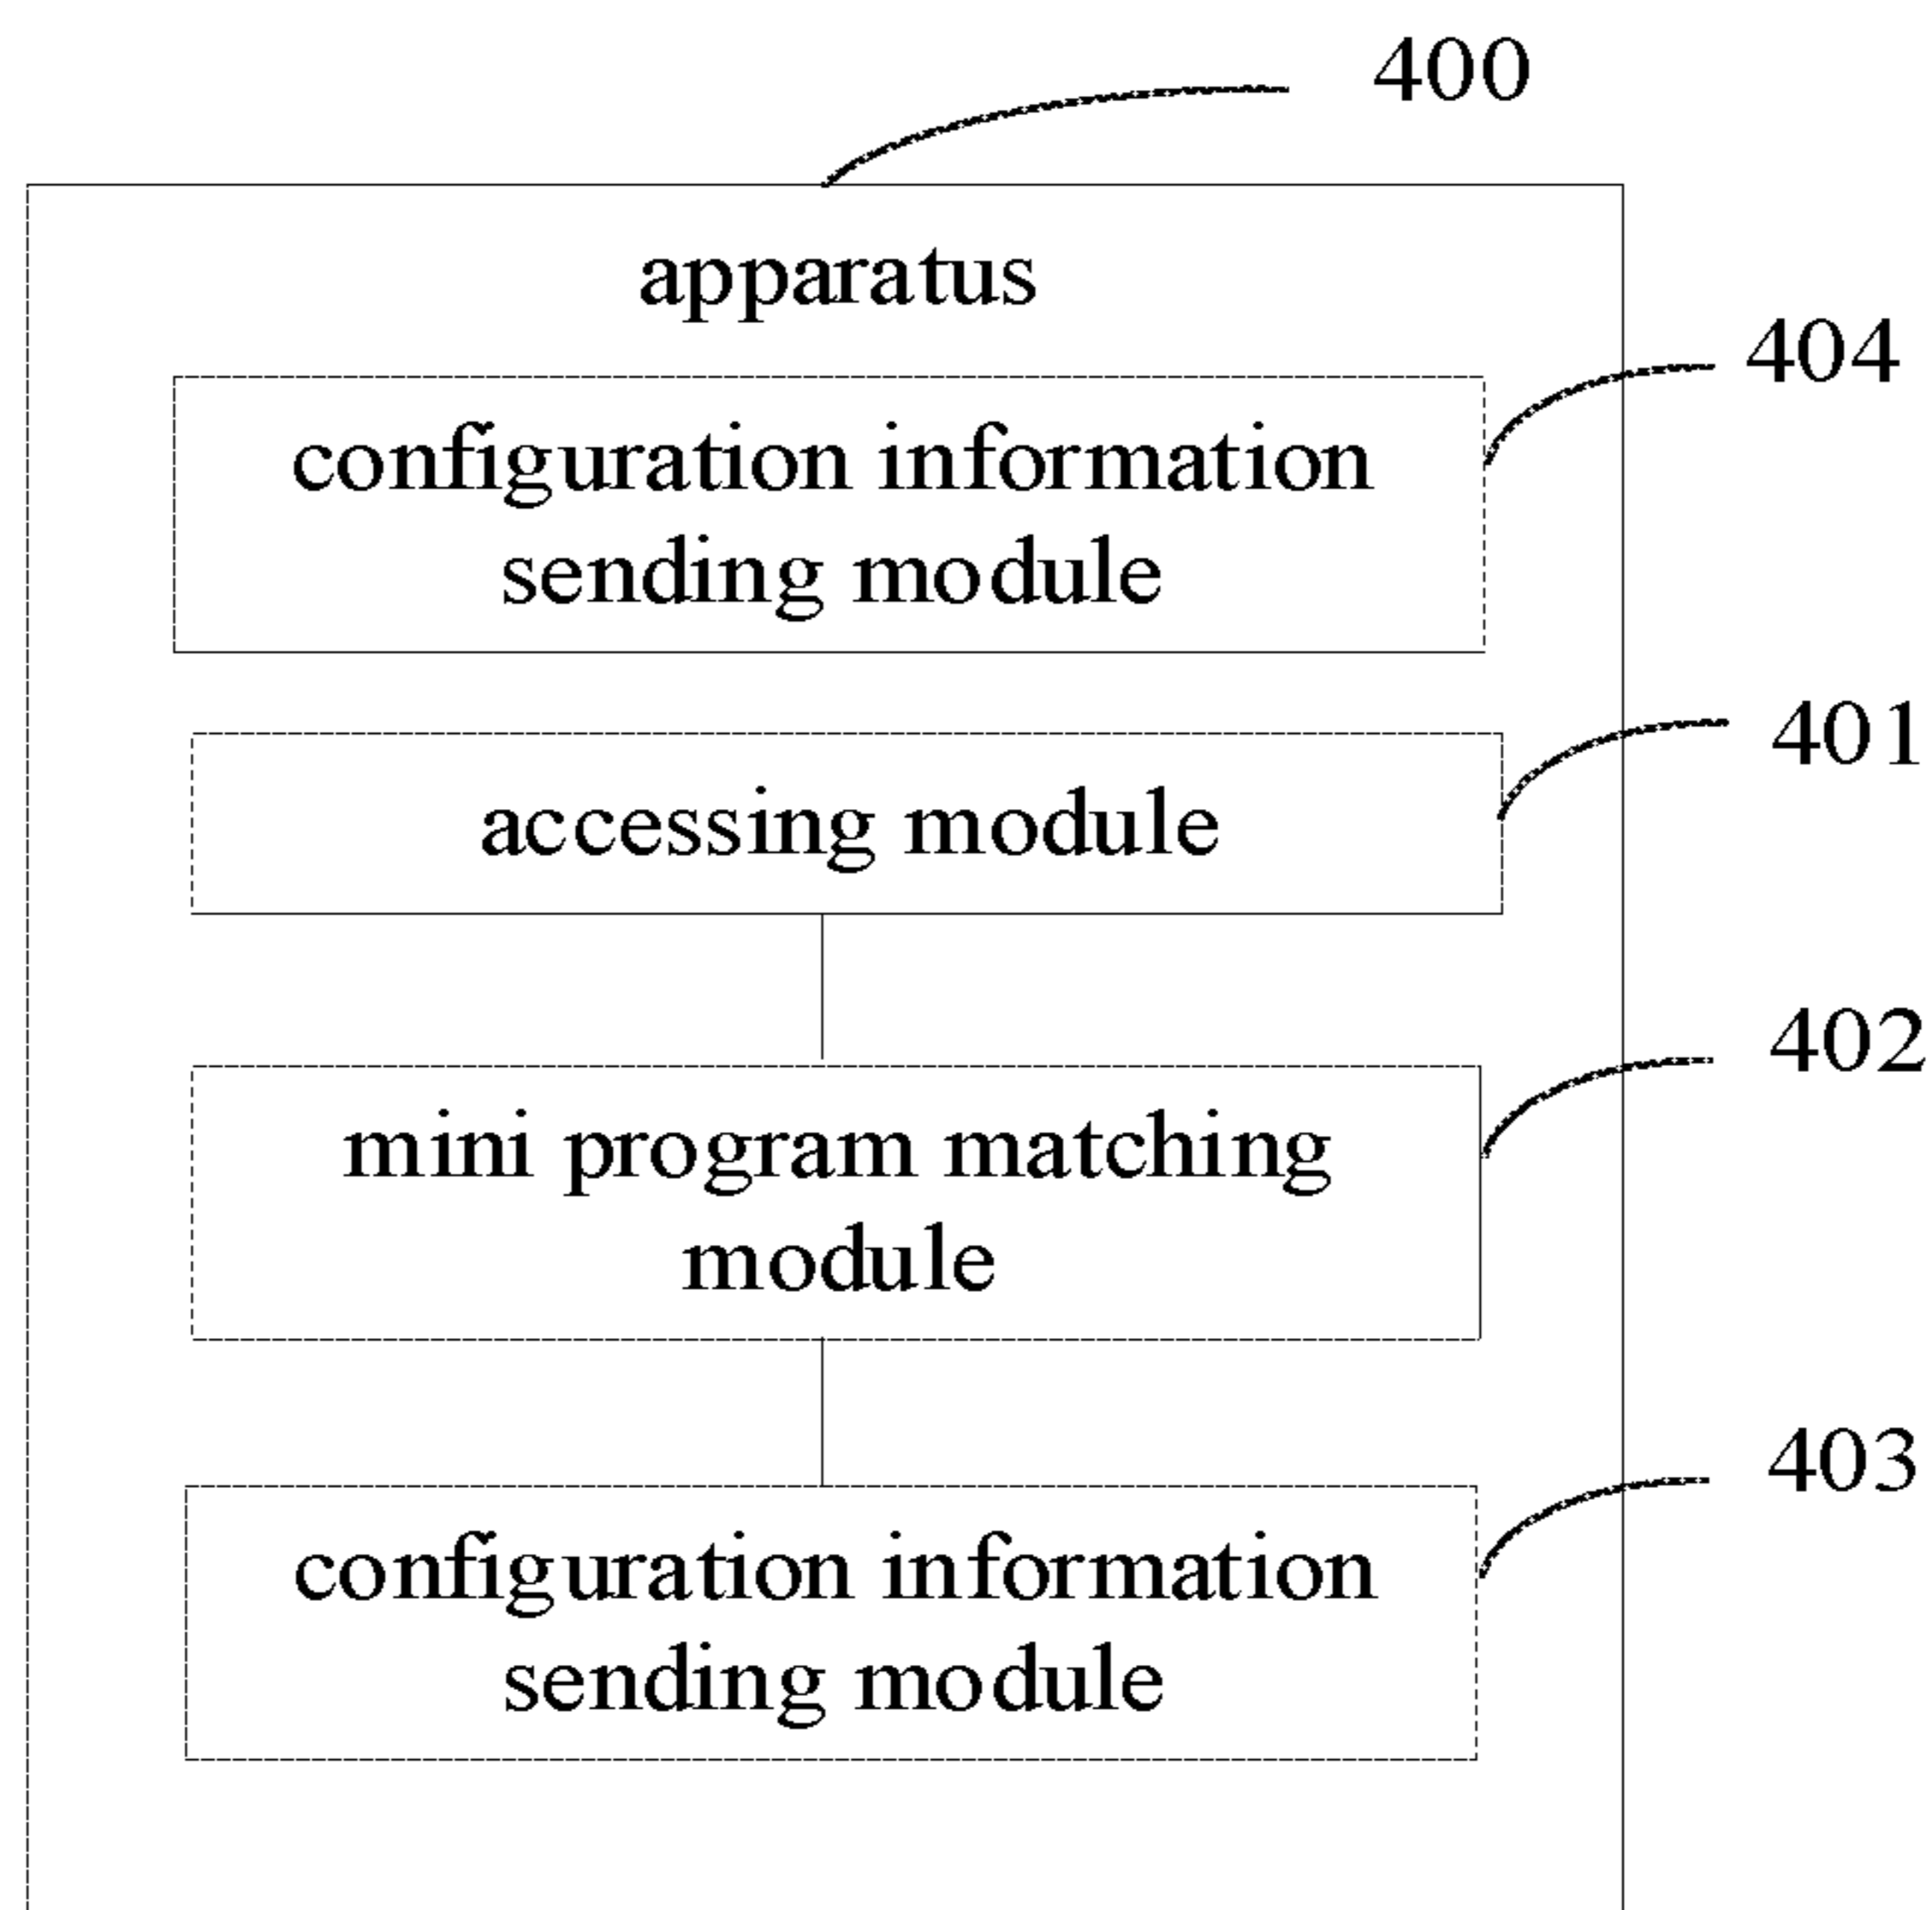 400
apparatus
404
configuration information
sending module
401
accessing module
402
mini program matching
module
403
configuration information
sending module